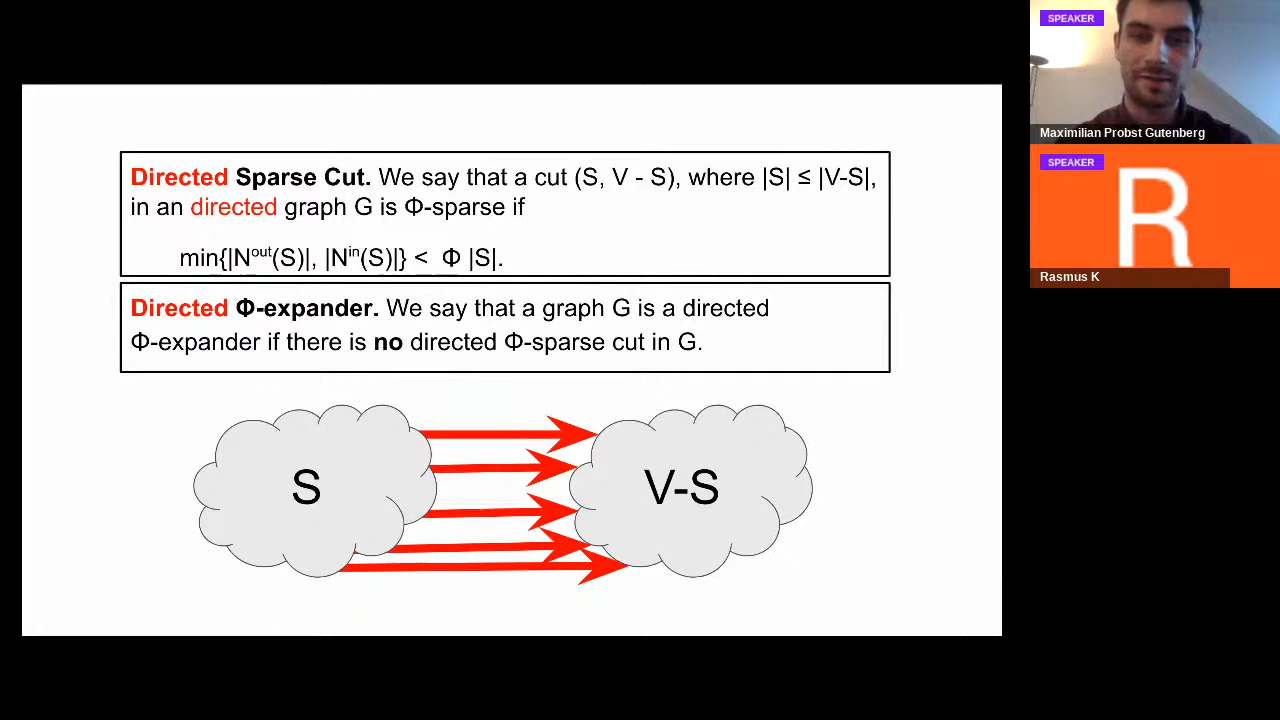 Directed Sparse Cut. We say that a cut (S, V - S), where |S| ≤ |V-S|,
in an directed graph G is Φ-sparse if
min{|Nᵒᵘᵗ(S)|, |Nⁱⁿ(S)|} < Φ |S|.
Directed Φ-expander. We say that a graph G is a directed
Φ-expander if there is no directed Φ-sparse cut in G.
S
V-S
SPEAKER
Maximilian Probst Gutenberg
SPEAKER
R
Rasmus K